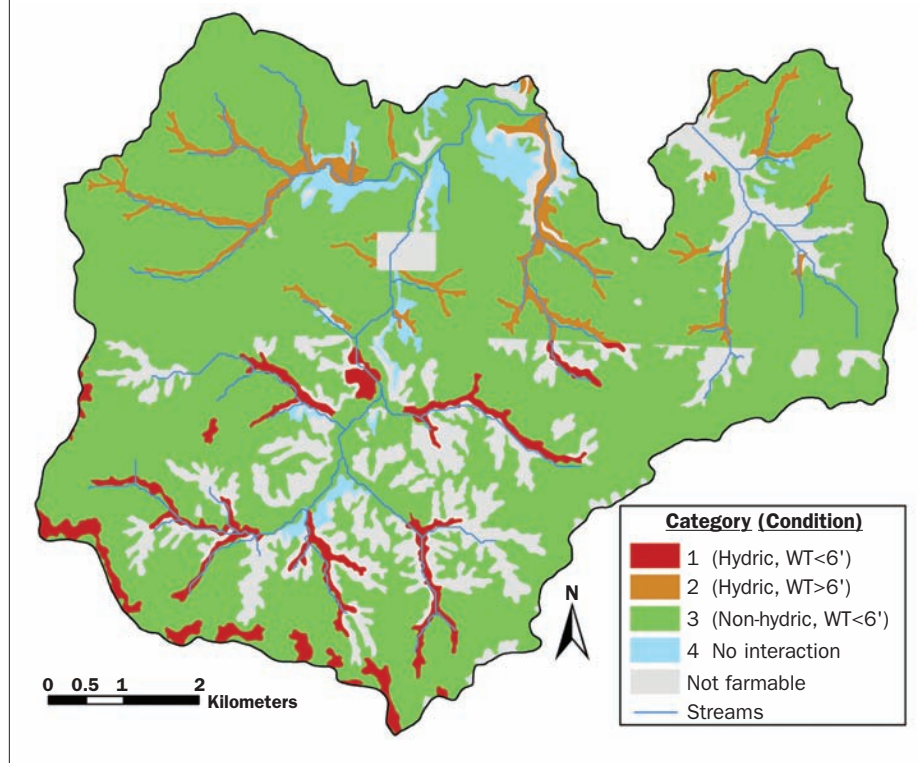 Category (Condition)
1 (Hydric, WT<6')
2 (Hydric, WT>6')
3 (Non-hydric, WT<6')
4 No interaction
Not farmable
Streams
N
0 0.5 1 2
Kilometers